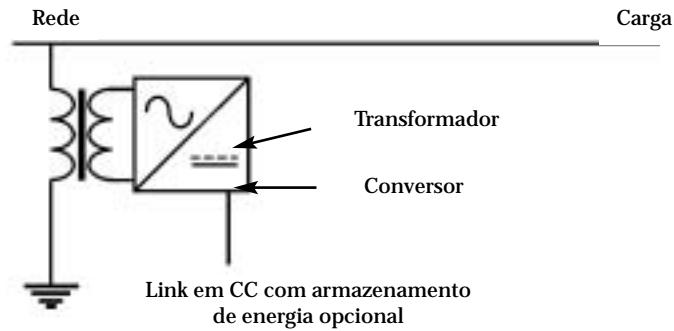 Rede
Carga
Transformador
Conversor
Link em CC com armazenamento
de energia opcional